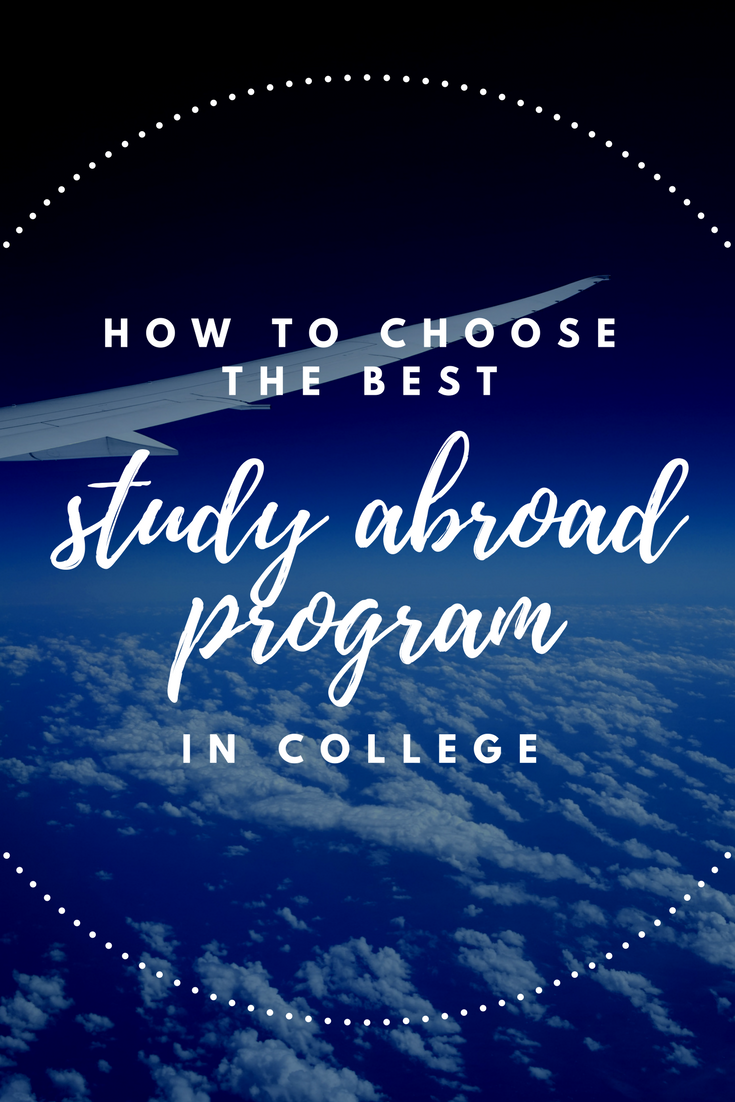 HOW TO CHOOSE
THE BEST
study abroad
program
IN COLLEGE